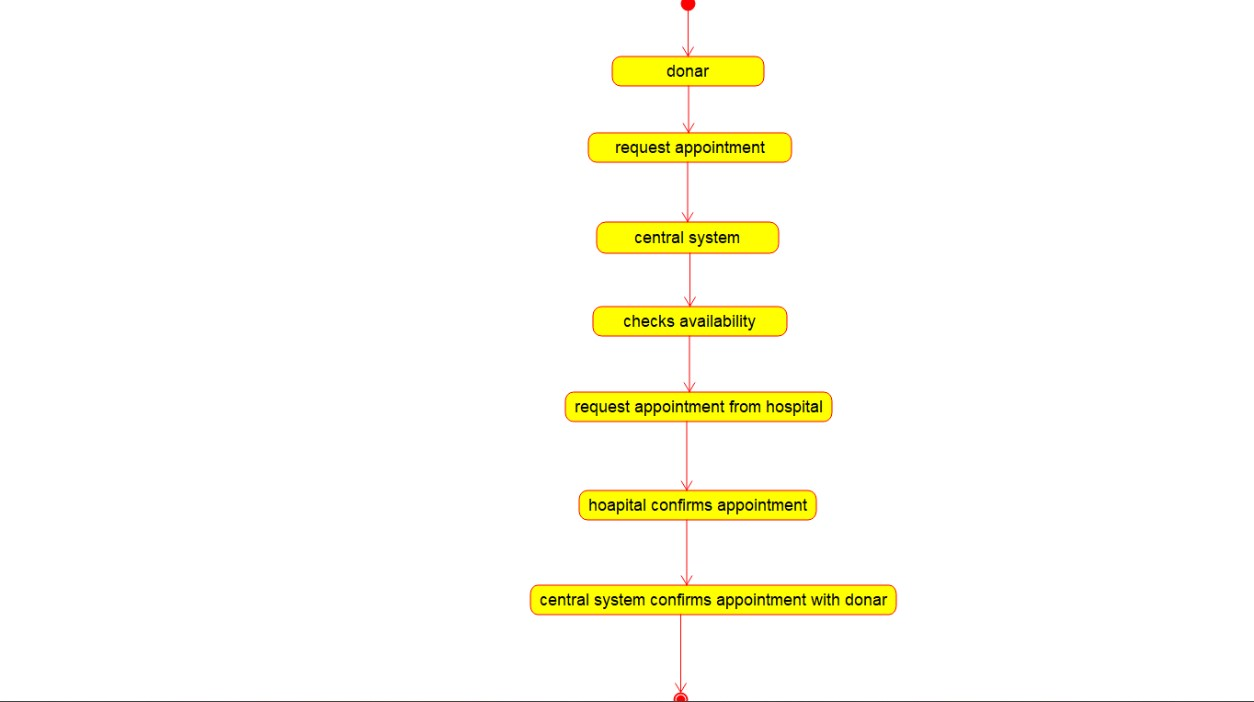 donar
request appointment
central system
checks availability
request appointment from hospital
hoapital confirms appointment
central system confirms appointment with donar